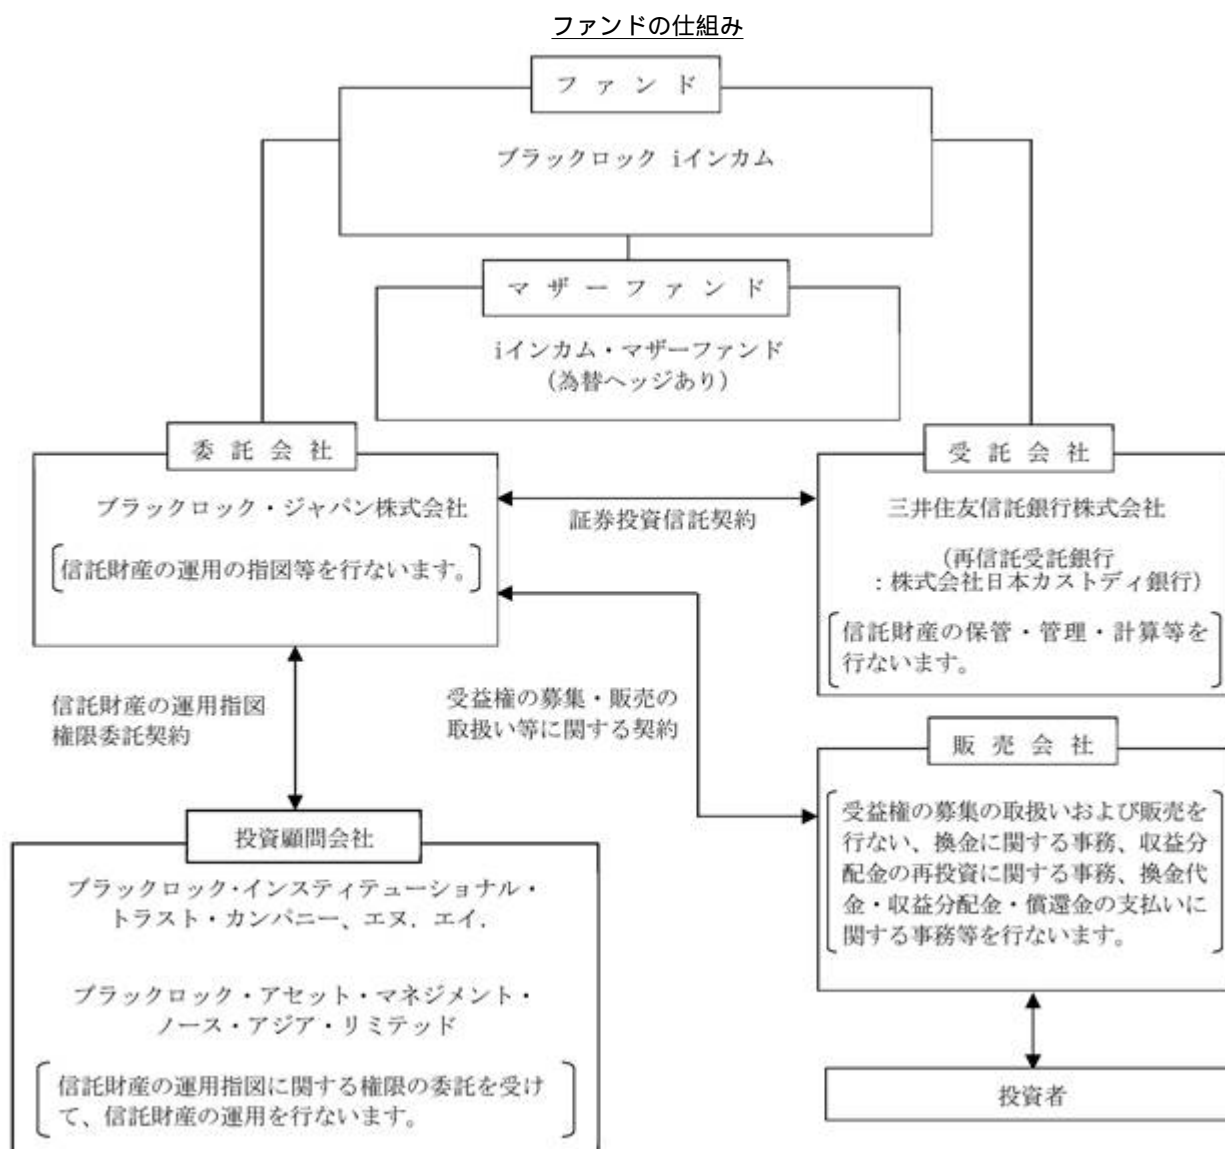 ファンドの仕組み
ファンド
ブラックロック iインカム
マザーファンド
iインカム・マザーファンド
(為替ヘッジあり)
委託会社
ブラックロック・ジャパン株式会社
信託財産の運用の指図等を行ないます。
証券投資信託契約
受託会社
三井住友信託銀行株式会社
(再信託受託銀行
:株式会社日本カストディ銀行)
信託財産の保管・管理・計算等を
行ないます。
信託財産の運用指図
権限委託契約
受益権の募集・販売の
取扱い等に関する契約
販売会社
受益権の募集の取扱いおよび販売を
行ない、換金に関する事務、収益分
配金の再投資に関する事務、換金代
金・収益分配金・償還金の支払いに
関する事務等を行ないます。
投資顧問会社
ブラックロック・インスティテューショナル・
トラスト・カンパニー、エヌ.エイ.
ブラックロック・アセット・マネジメント・
ノース・アジア・リミテッド
信託財産の運用指図に関する権限の委託を受け
て、信託財産の運用を行ないます。
投資者